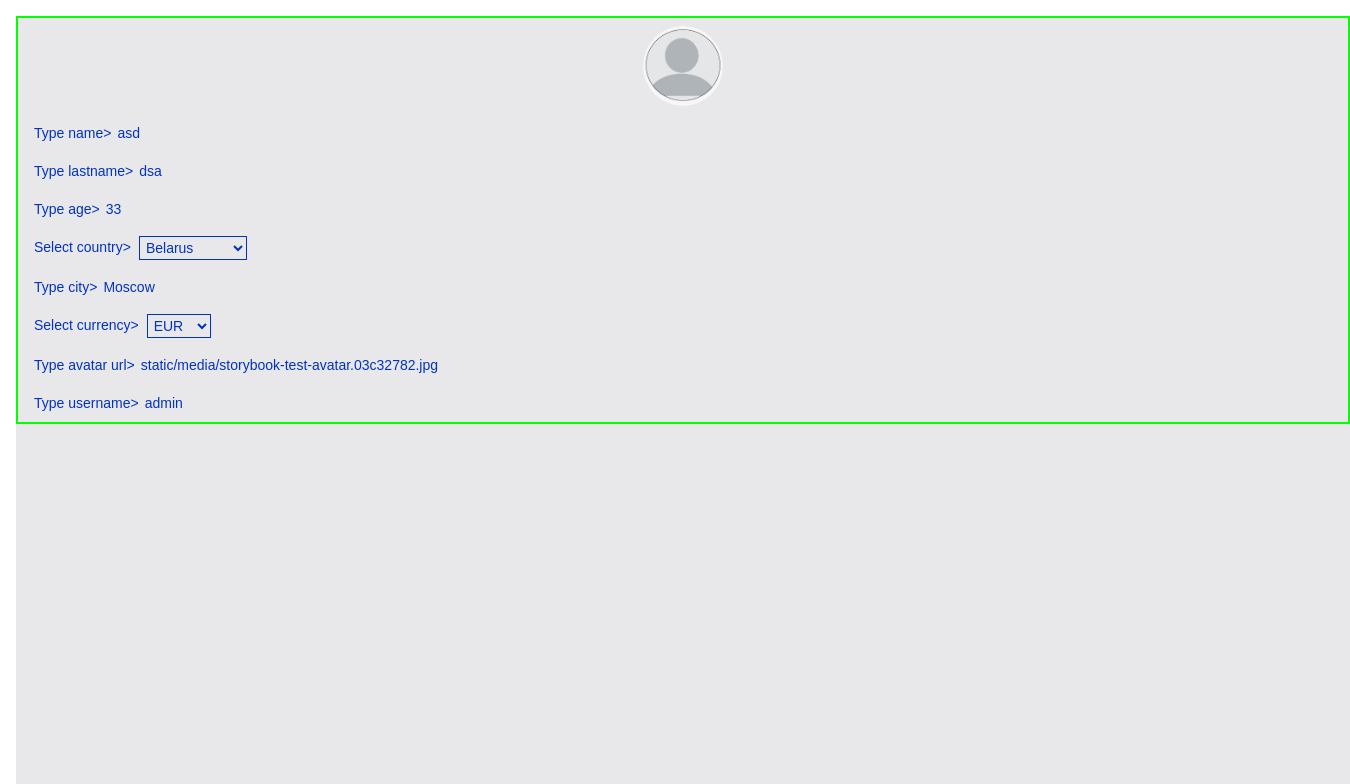 Type name> asd
Type lastname> dsa
Type age> 33
Select country> Belarus
Type city> Moscow
Select currency> EUR
Type avatar url> static/media/storybook-test-avatar.03c32782.jpg
Type username> admin